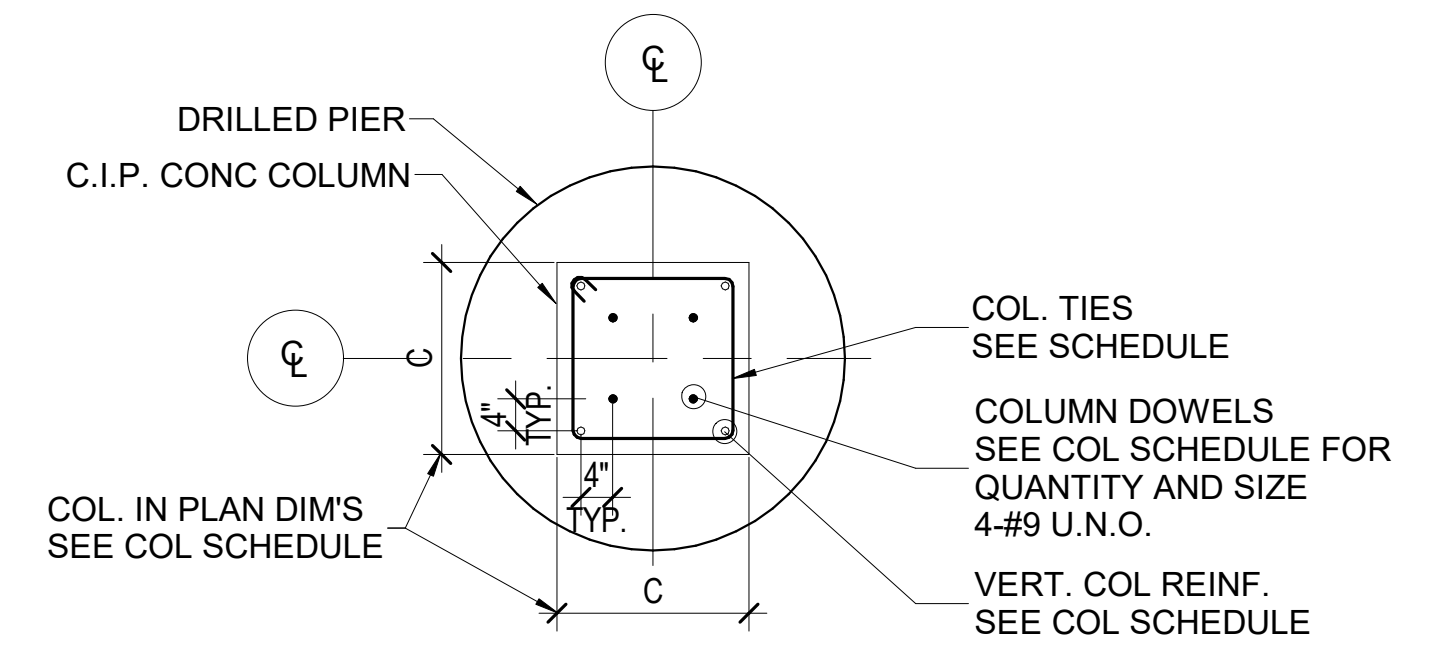 ℄
DRILLED PIER
C.I.P. CONC COLUMN
℄
C
4"
TYP.
4"
TYP.
COL. IN PLAN DIM'S
SEE COL SCHEDULE
C
COL. TIES
SEE SCHEDULE
COLUMN DOWELS
SEE COL SCHEDULE FOR
QUANTITY AND SIZE
4-#9 U.N.O.
VERT. COL REINF.
SEE COL SCHEDULE